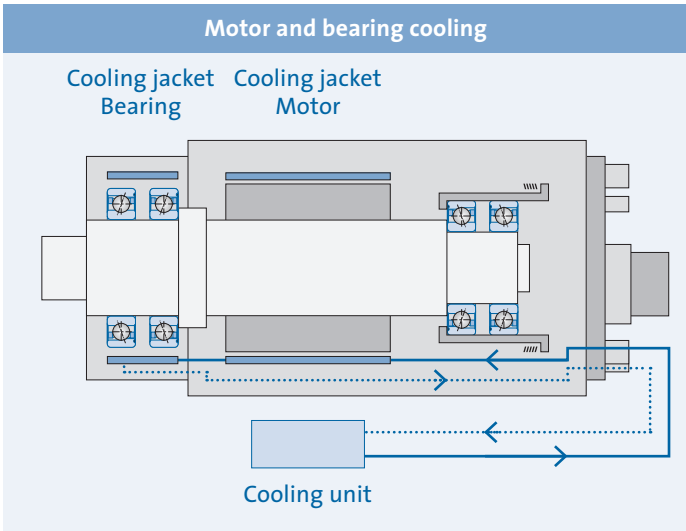 Motor and bearing cooling
Cooling jacket
Bearing
Cooling jacket
Motor
Cooling unit